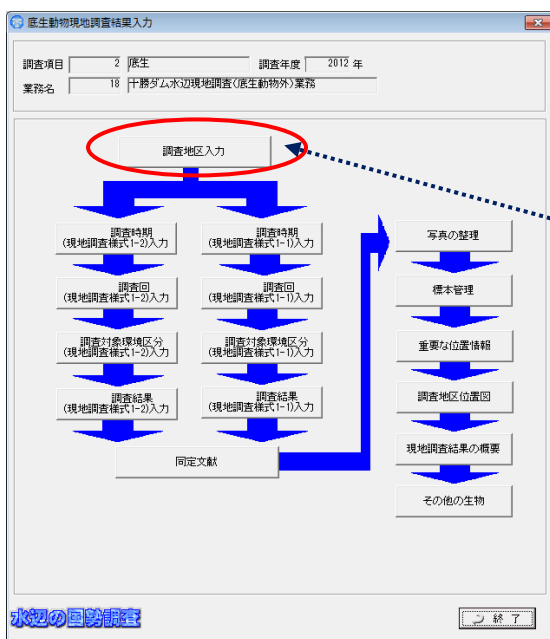 底生動物現地調査結果入力
調査項目 2 底生 調査年度 2012 年
業務名 18 十勝ダム水辺現地調査(底生動物外)業務
調査地区入力
調査時期
(現地調査様式1-2)入力
調査回
(現地調査様式1-2)入力
調査対象環境区分
(現地調査様式1-2)入力
調査結果
(現地調査様式1-2)入力
調査時期
(現地調査様式1-1)入力
調査回
(現地調査様式1-1)入力
調査対象環境区分
(現地調査様式1-1)入力
調査結果
(現地調査様式1-1)入力
同定文献
写真の整理
標本管理
重要な位置情報
調査地区位置図
現地調査結果の概要
その他の生物
水辺の国勢調査
終 了